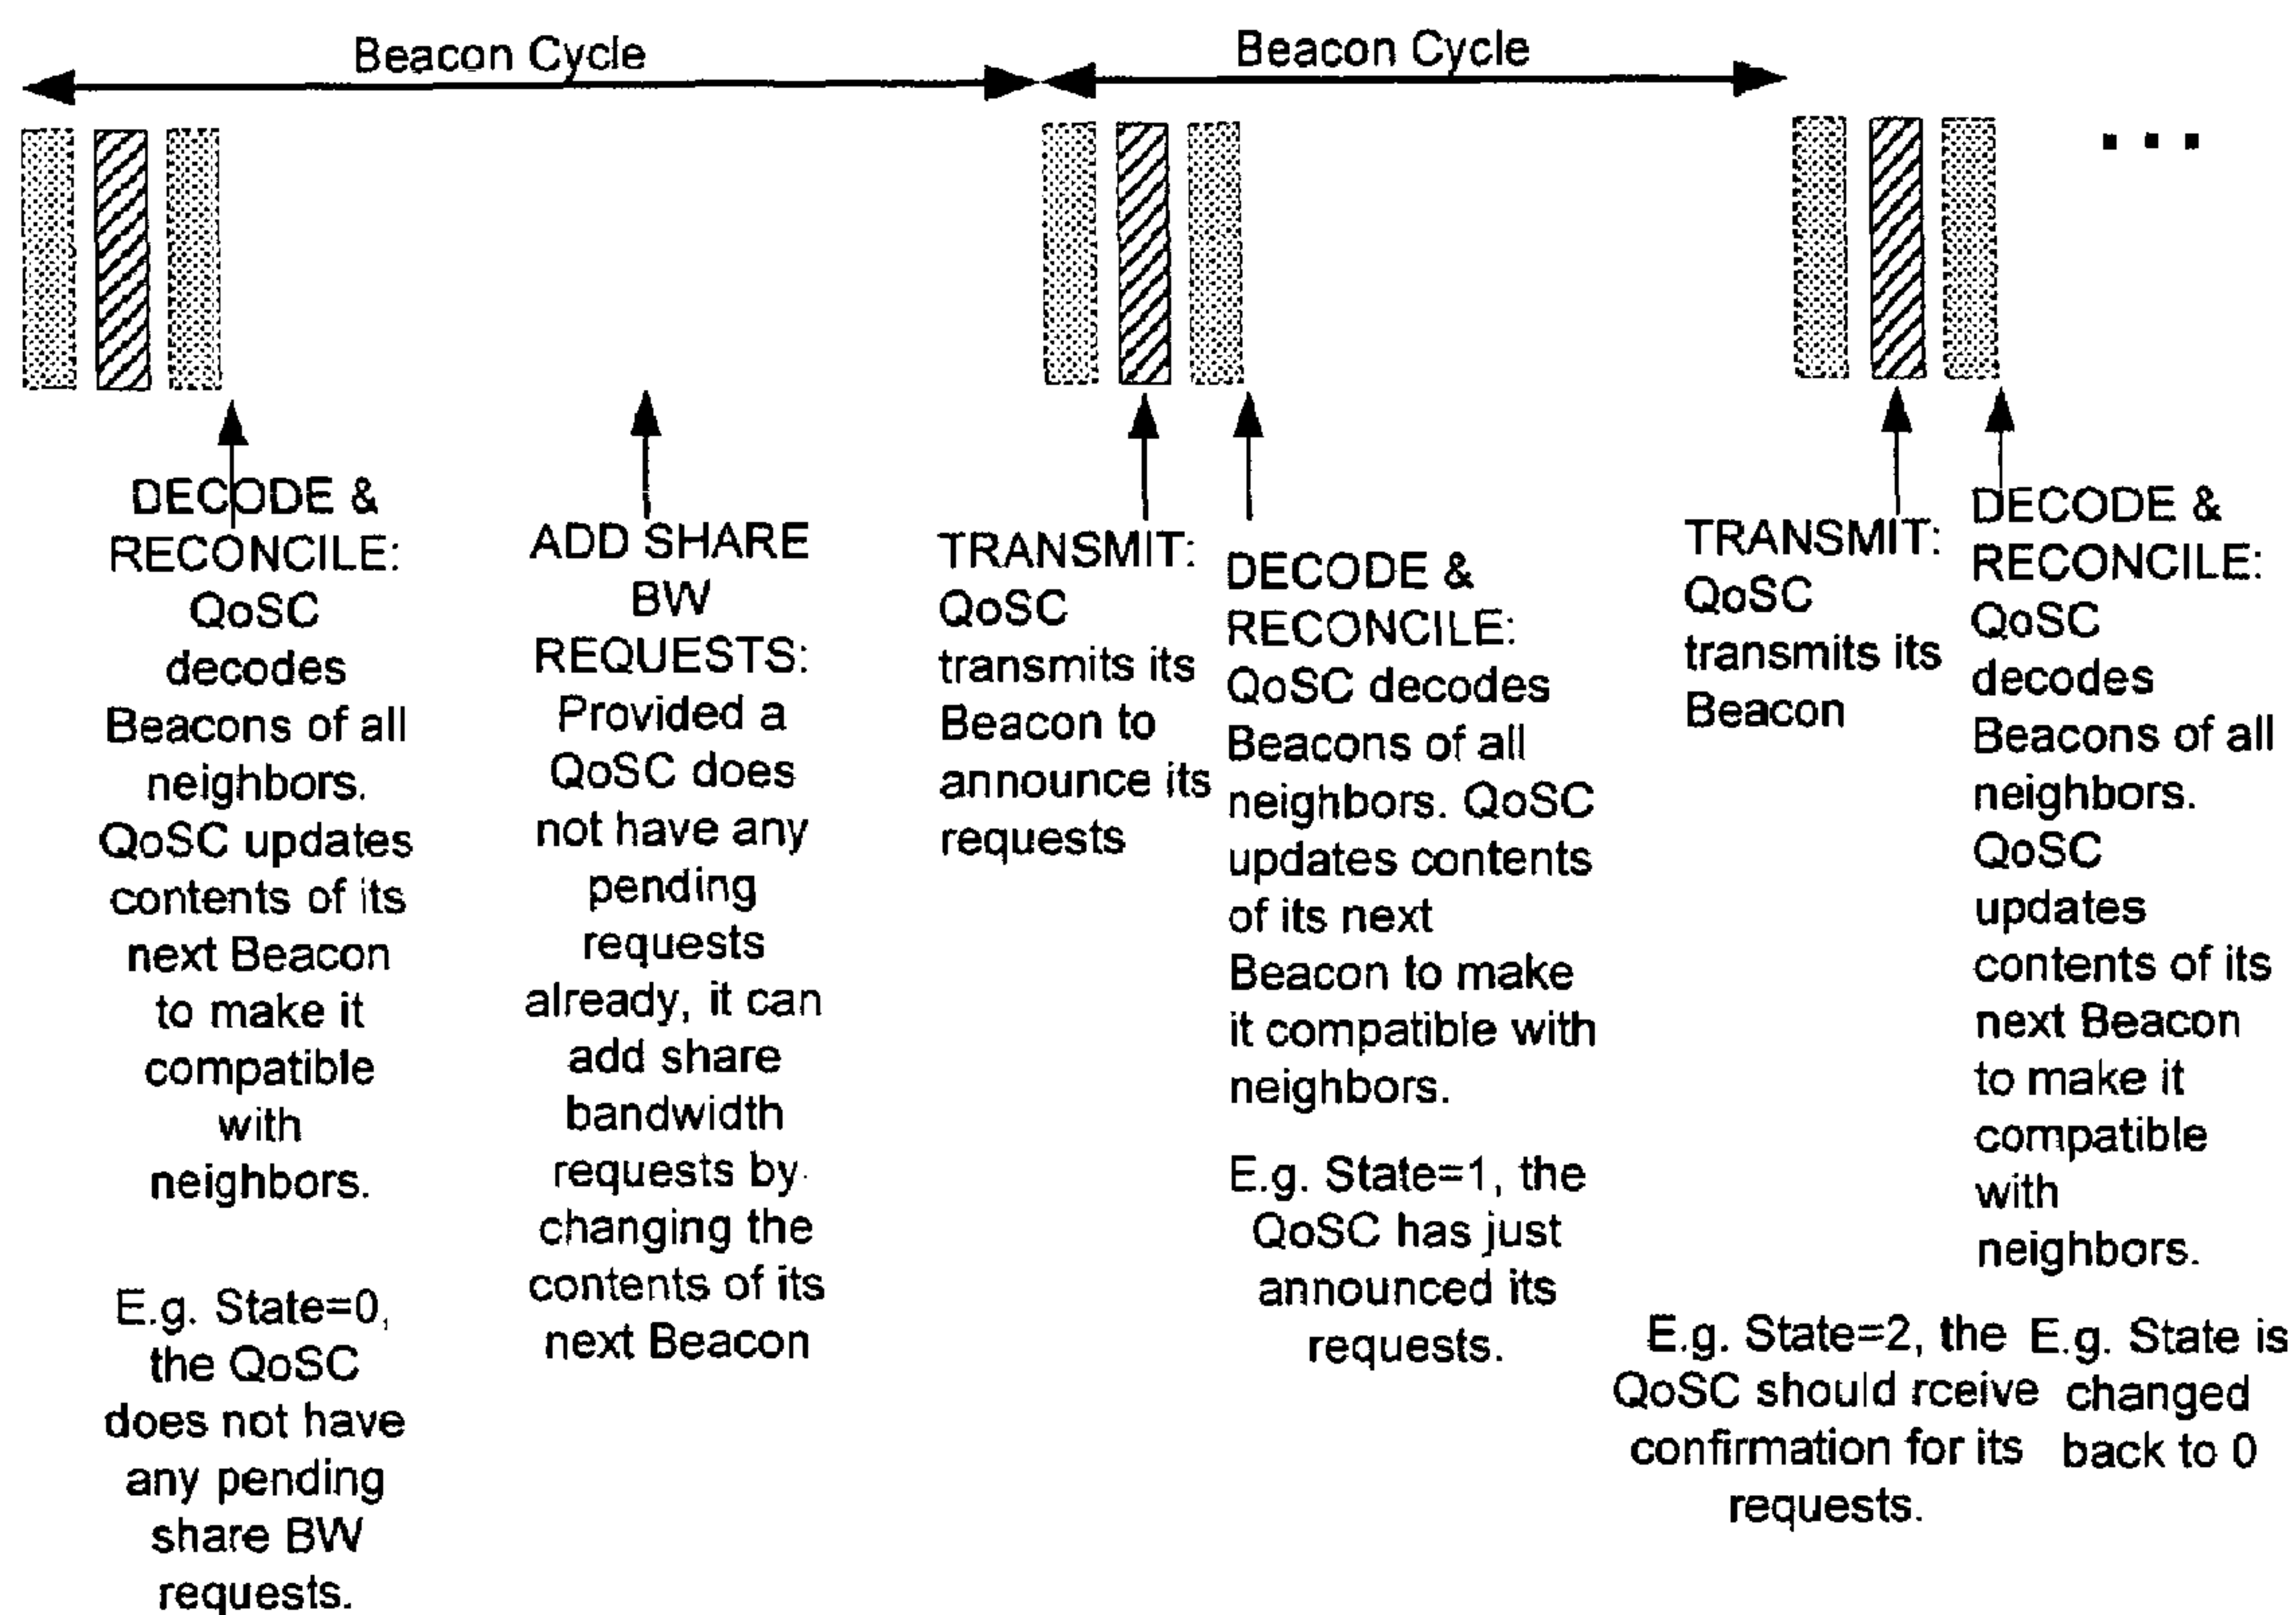 Beacon Cycle
Beacon Cycle
DECODE &
RECONCILE:
QoSC
decodes
Beacons of all
neighbors.
QoSC updates
contents of its
next Beacon
to make it
compatible
with
neighbors.
E.g. State=0,
the QoSC
does not have
any pending
share BW
requests.
ADD SHARE
BW
REQUESTS:
Provided a
QoSC does
not have any
pending
requests
already, it can
add share
bandwidth
requests by
changing the
contents of its
next Beacon
TRANSMIT:
QoSC
transmits its
Beacon to
announce its
requests
DECODE &
RECONCILE:
QoSC decodes
Beacons of all
neighbors. QoSC
updates contents
of its next
Beacon to make
it compatible with
neighbors.
E.g. State=1, the
QoSC has just
announced its
requests.
TRANSMIT:
QoSC
transmits its
Beacon
E.g. State=2, the
QoSC should rceive
confirmation for its
requests.
DECODE &
RECONCILE:
QoSC
decodes
Beacons of all
neighbors.
QoSC
updates
contents of its
next Beacon
to make it
compatible
with
neighbors.
E.g. State is
changed
back to 0